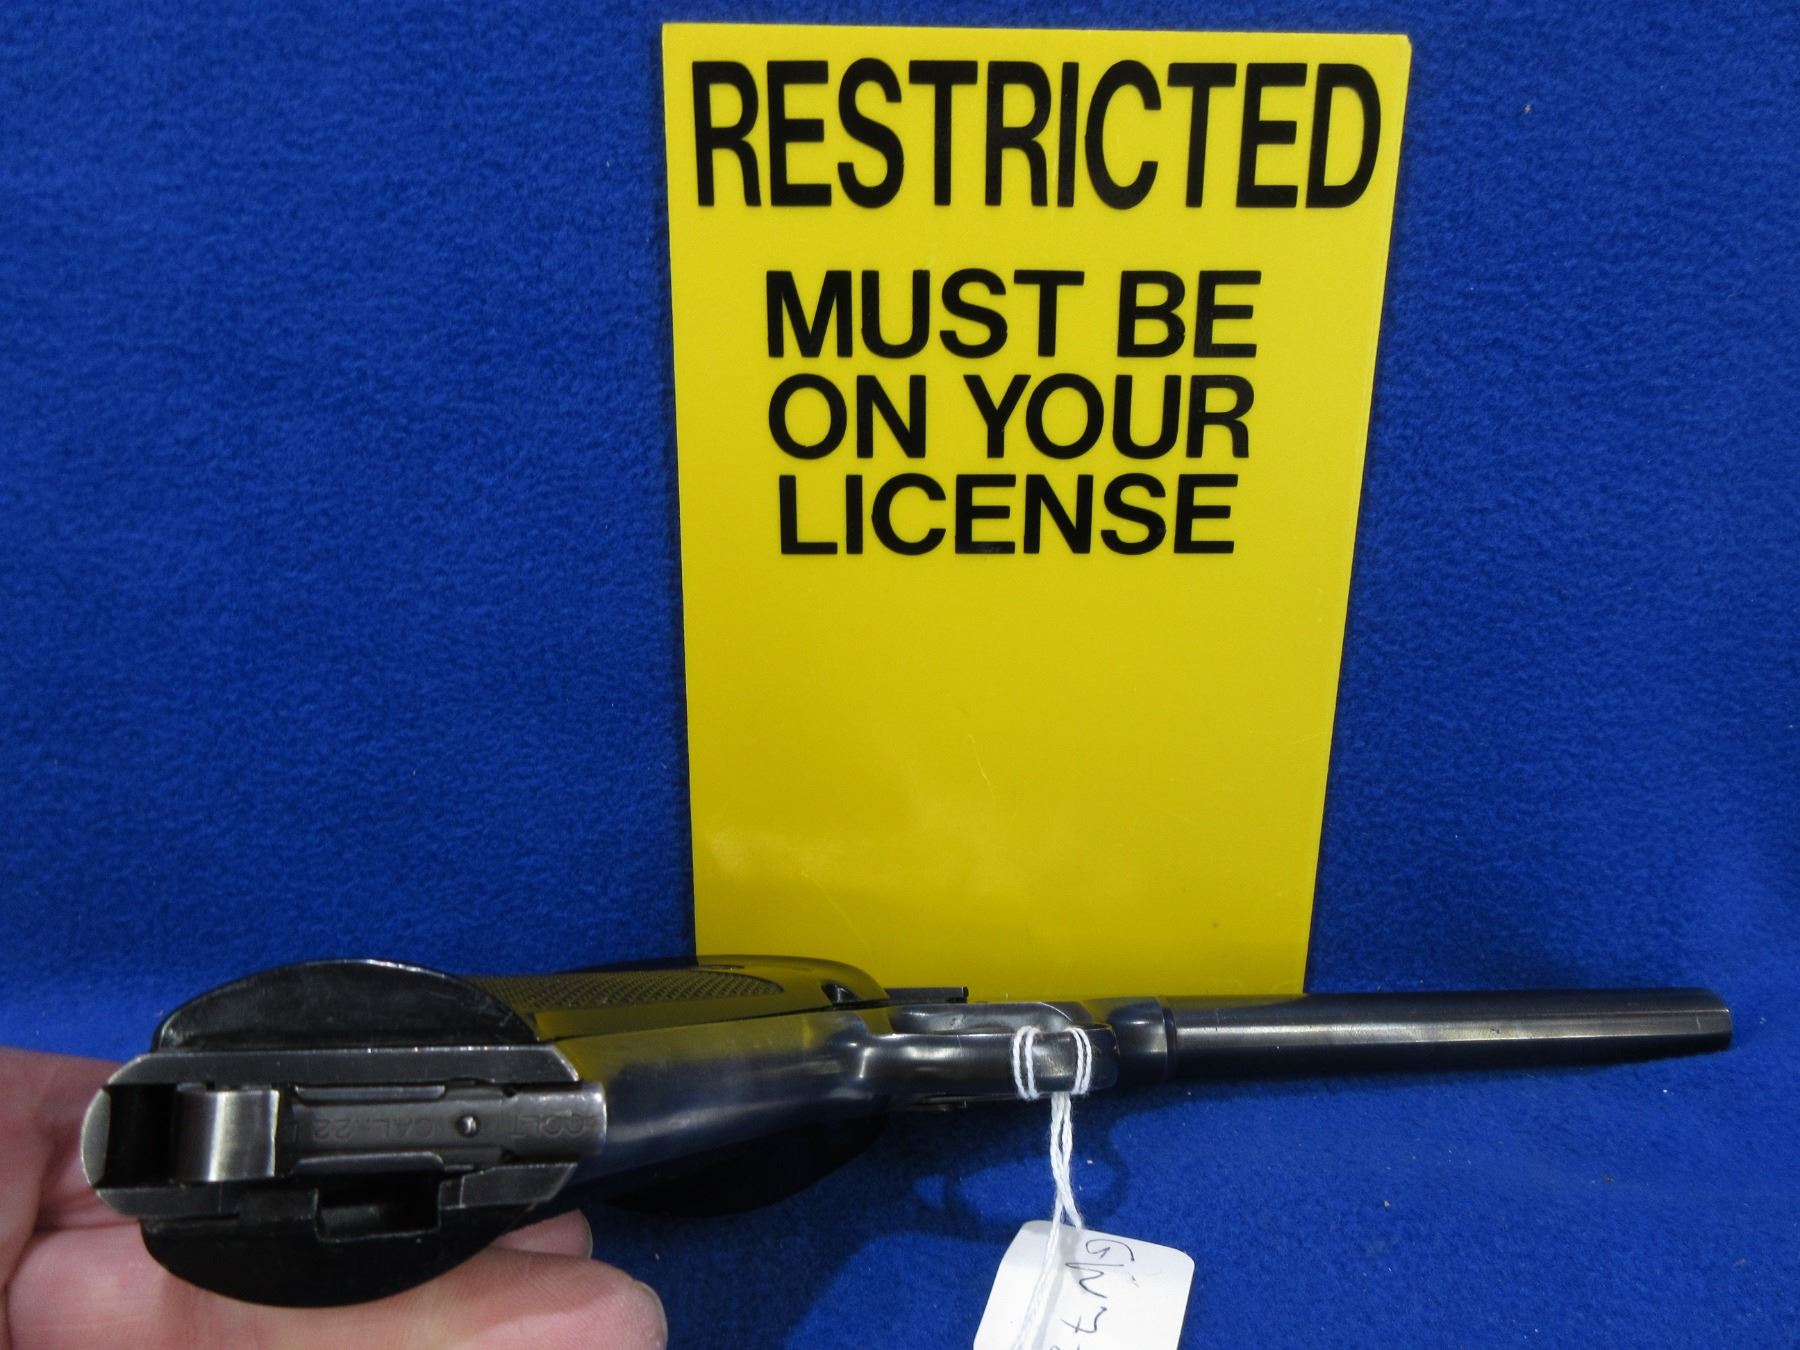 RESTRICTED
MUST BE
ON YOUR
LICENSE
COLT
CAL. 22 L